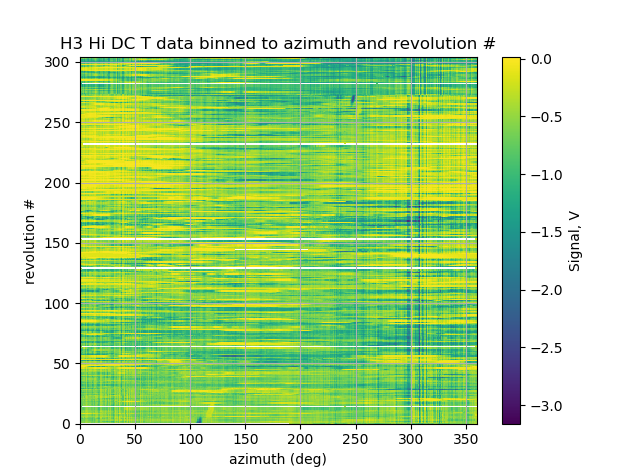 H3 Hi DC T data binned to azimuth and revolution #
300
250
200
150
100
50
0
revolution #
0 50 100 150 200 250 300 350
azimuth (deg)
0.0
−0.5
−1.0
−1.5
−2.0
−2.5
−3.0
Signal, V